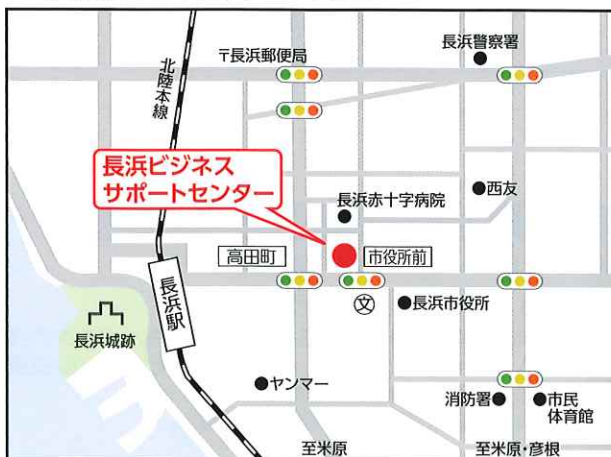 〒長浜郵便局
長浜警察署
北陸本線
長浜ビジネス
サポートセンター
長浜赤十字病院
西友
高田町
市役所前
長浜駅
文
長浜市役所
長浜城跡
ヤンマー
消防署
市民
体育館
至米原
至米原・彦根